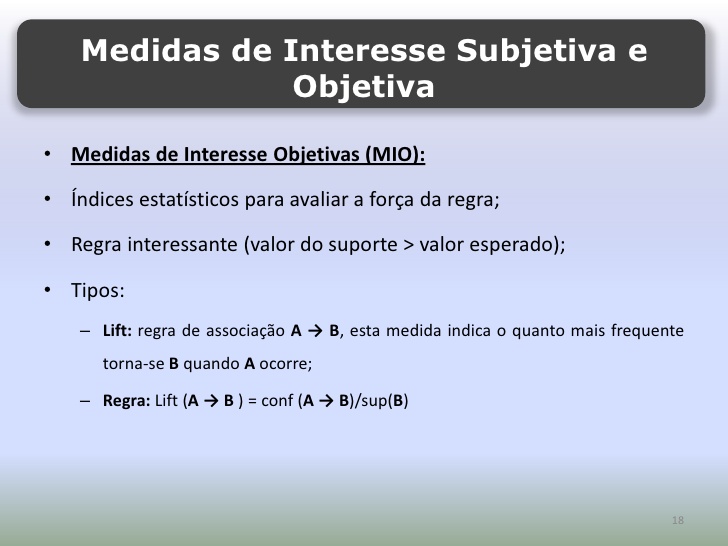 Medidas de Interesse Subjetiva e
Objetiva
• Medidas de Interesse Objetivas (MIO):
• Índices estatísticos para avaliar a força da regra;
• Regra interessante (valor do suporte > valor esperado);
• Tipos:
– Lift: regra de associação A → B, esta medida indica o quanto mais frequente
torna-se B quando A ocorre;
– Regra: Lift (A → B ) = conf (A → B)/sup(B)
18